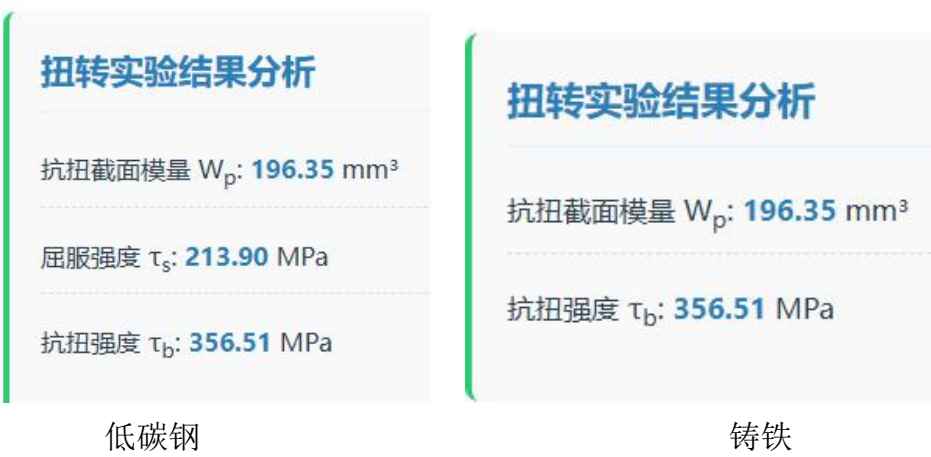 扭转实验结果分析
抗扭截面模量 Wp: 196.35 mm³
屈服强度 τs: 213.90 MPa
抗扭强度 τb: 356.51 MPa
低碳钢
扭转实验结果分析
抗扭截面模量 Wp: 196.35 mm³
抗扭强度 τb: 356.51 MPa
铸铁